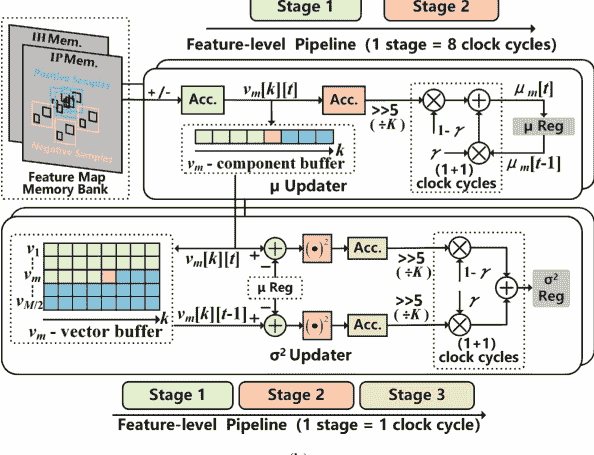 Stage 1
Stage 2
Feature-level Pipeline (1 stage = 8 clock cycles)
IH Mem.
IP Mem.
Positive Samples
Negative Samples
Feature Map
Memory Bank
+/-
Acc.
v_m[k][t]
Acc.
>>5
(÷K)
1-γ
γ
(1+1)
clock cycles
μ_m[t]
μ Reg
μ_m[t-1]
k
v_m - component buffer
μ Updater
v_1
v_m
v_M/2
k
v_m - vector buffer
v_m[k][t]
+
−
μ Reg
−
v_m[k][t-1]
+
(•)²
Acc.
>>5
(÷K)
(•)²
Acc.
>>5
(÷K)
1-γ
γ
(1+1)
clock cycles
σ²
Reg
σ² Updater
Stage 1
Stage 2
Stage 3
Feature-level Pipeline (1 stage = 1 clock cycle)